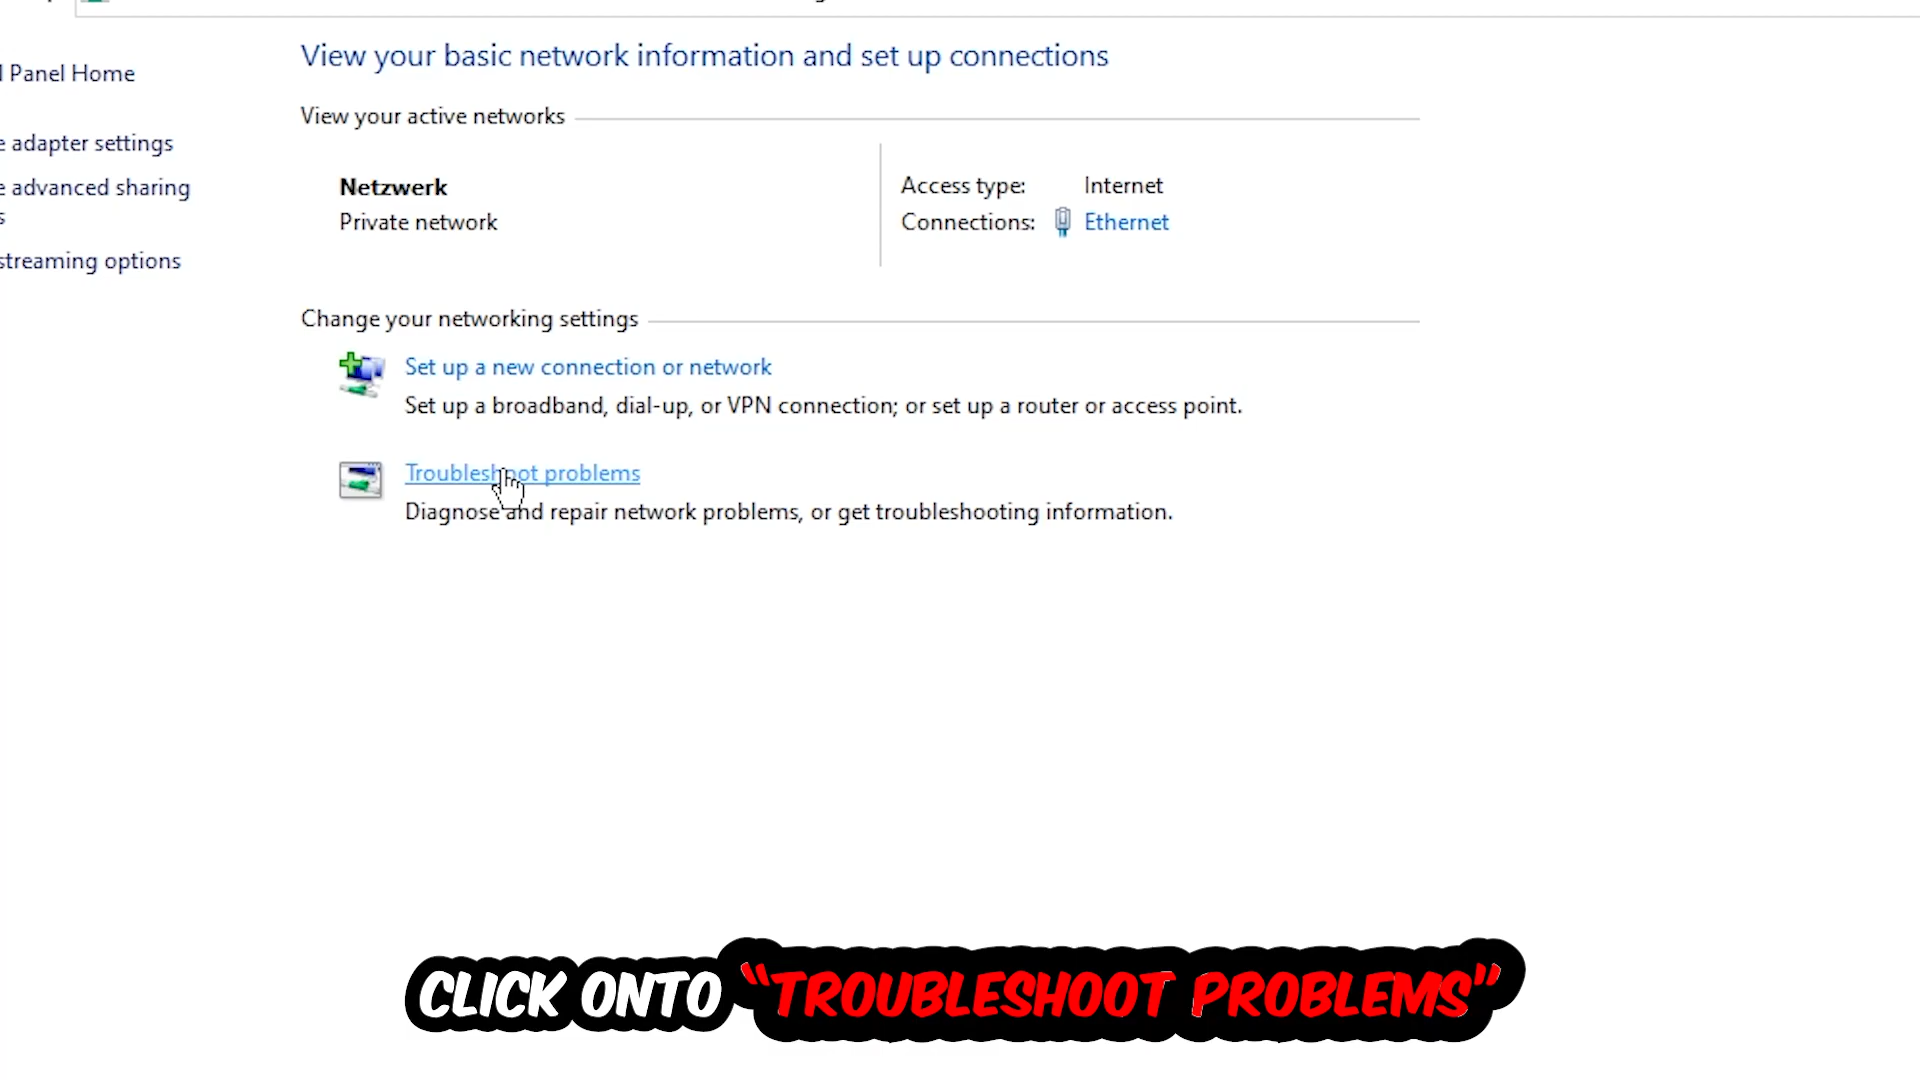 View your basic network information and set up connections
l Panel Home
View your active networks
e adapter settings
Netzwerk
Access type: Internet
e advanced sharing
s
Private network
Connections: Ethernet
streaming options
Change your networking settings
Set up a new connection or network
Set up a broadband, dial-up, or VPN connection; or set up a router or access point.
Troubleshoot problems
Diagnose and repair network problems, or get troubleshooting information.
CLICK ONTO "TROUBLESHOOT PROBLEMS"